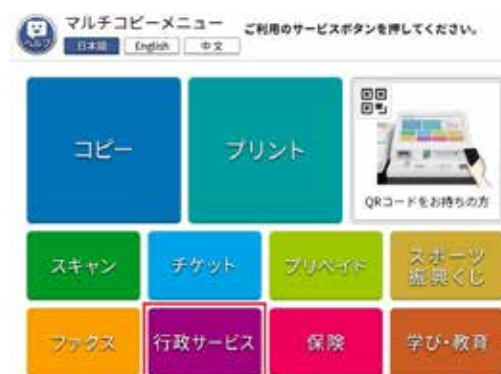 マルチコピーメニュー
ご利用のサービスボタンを押してください。
ヘルプ
日本語 English 中文
コピー
プリント
QRコードをお持ちの方
スキャン
チケット
プリペイド
スポーツ
振興くじ
ファックス
行政サービス
保険
学び・教育